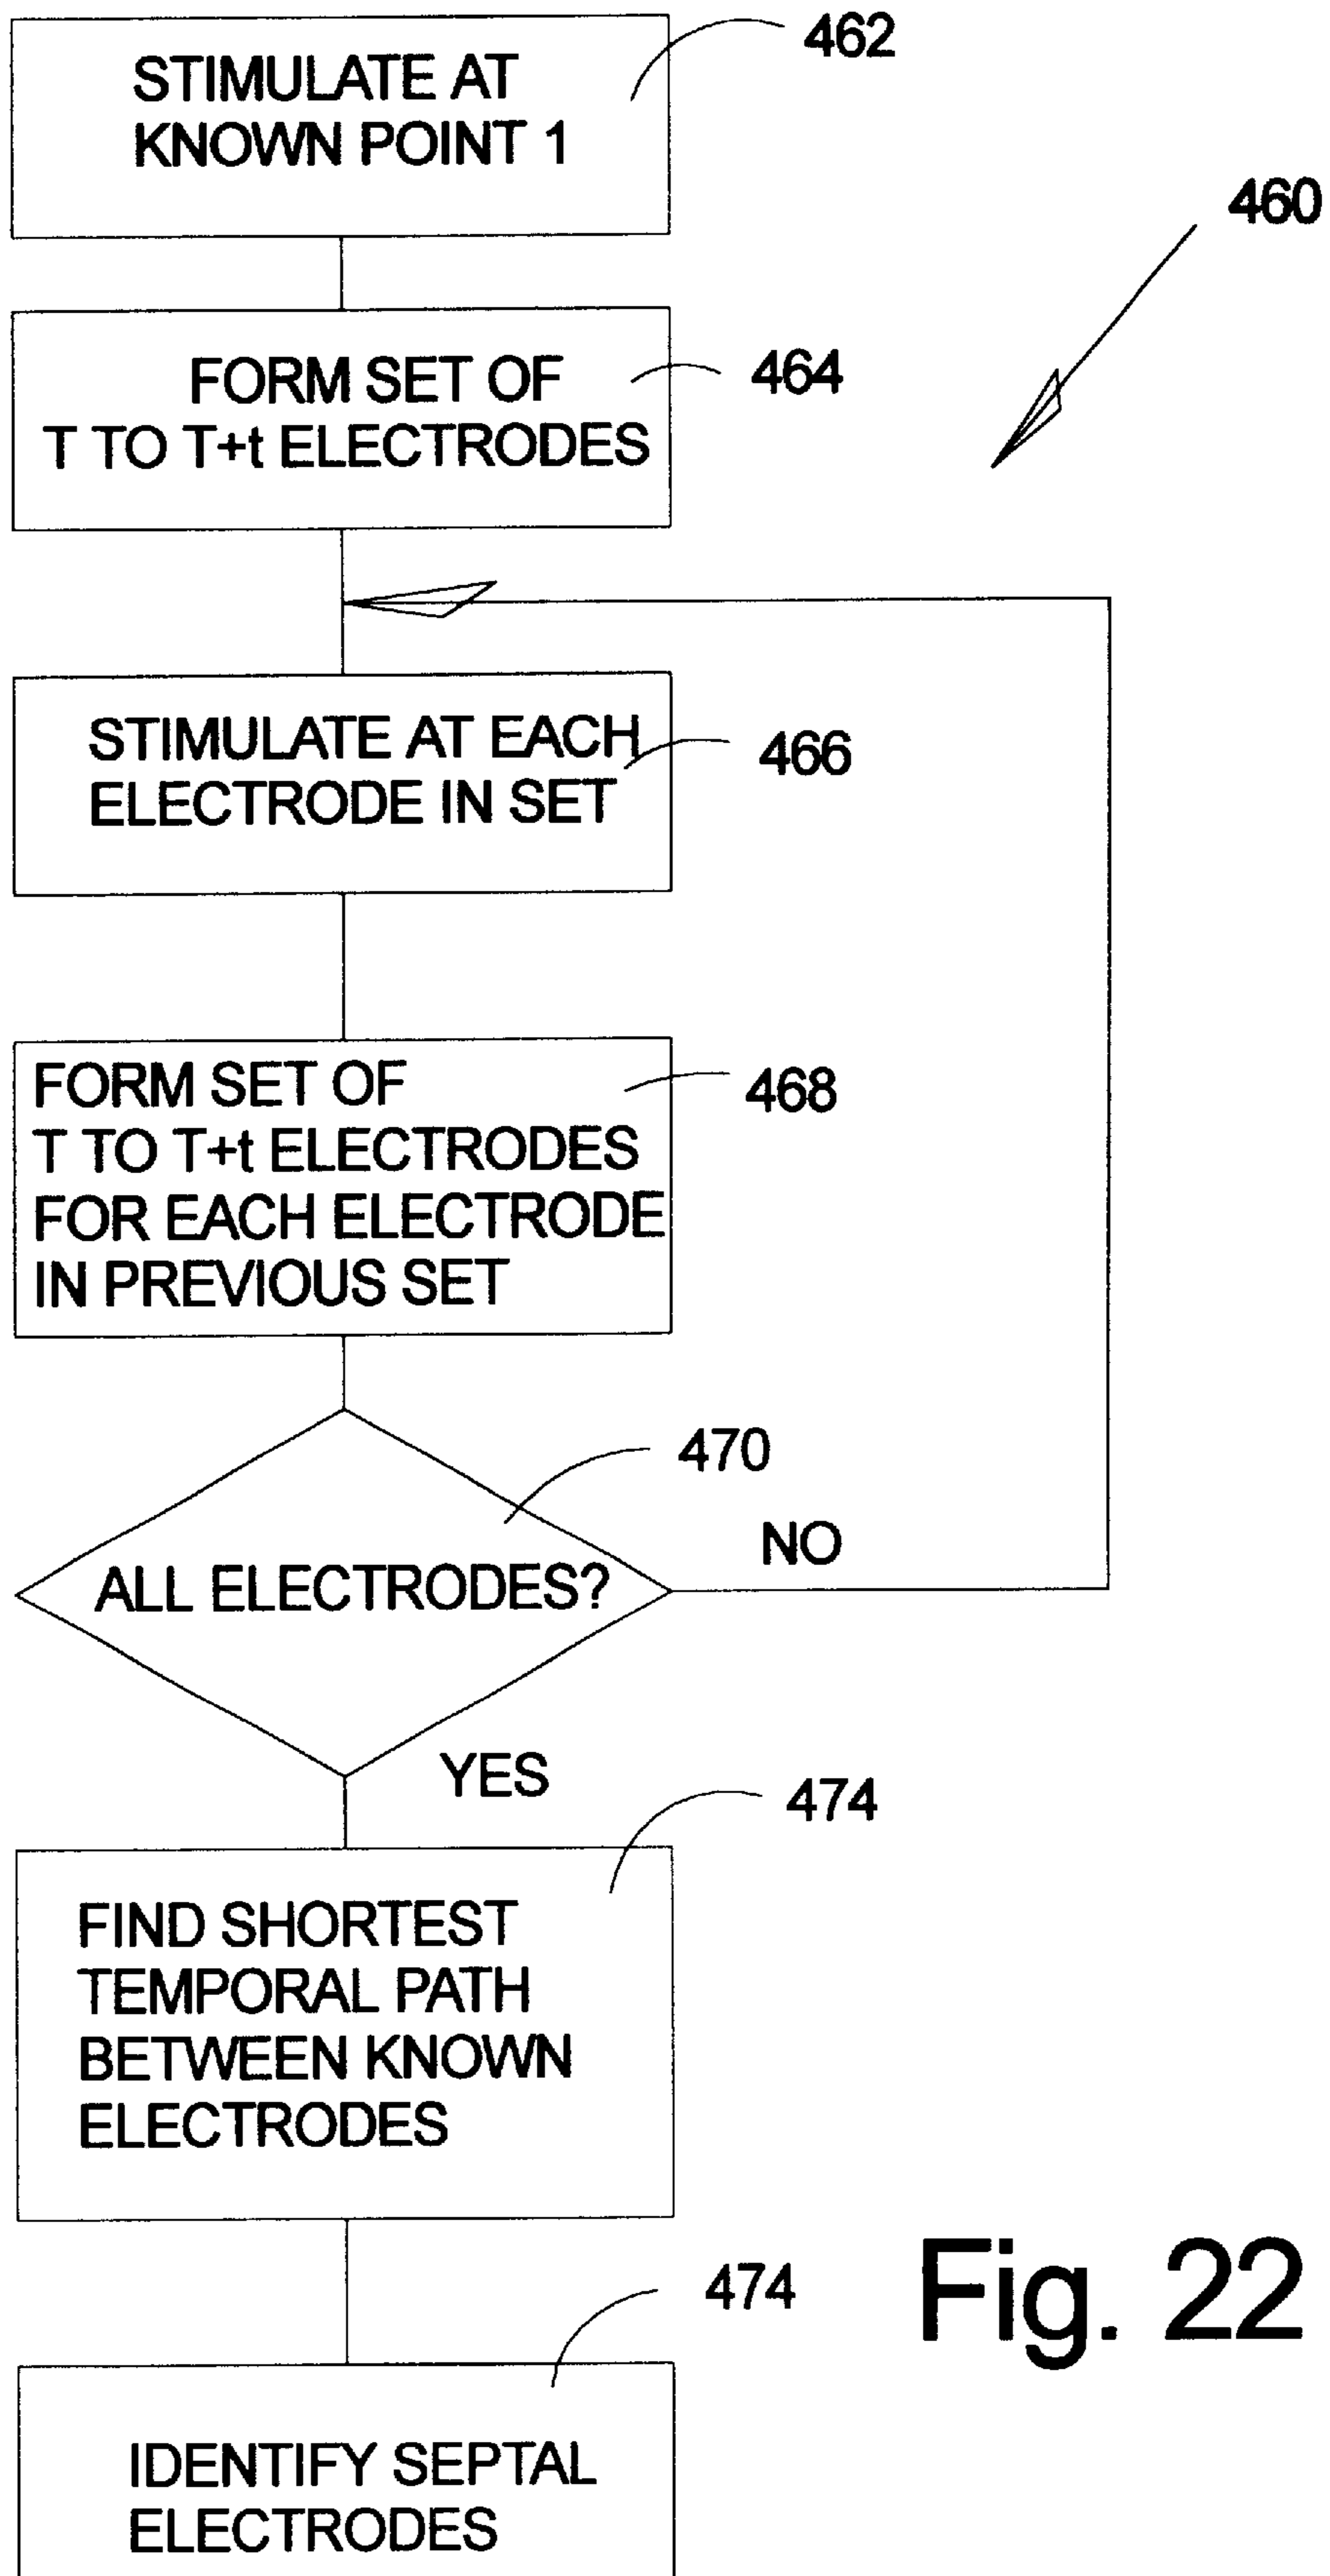 STIMULATE AT
KNOWN POINT 1
462
460
FORM SET OF
T TO T+t ELECTRODES
464
STIMULATE AT EACH
ELECTRODE IN SET
466
FORM SET OF
T TO T+t ELECTRODES
FOR EACH ELECTRODE
IN PREVIOUS SET
468
470
ALL ELECTRODES?
NO
YES
474
FIND SHORTEST
TEMPORAL PATH
BETWEEN KNOWN
ELECTRODES
474
IDENTIFY SEPTAL
ELECTRODES
Fig. 22